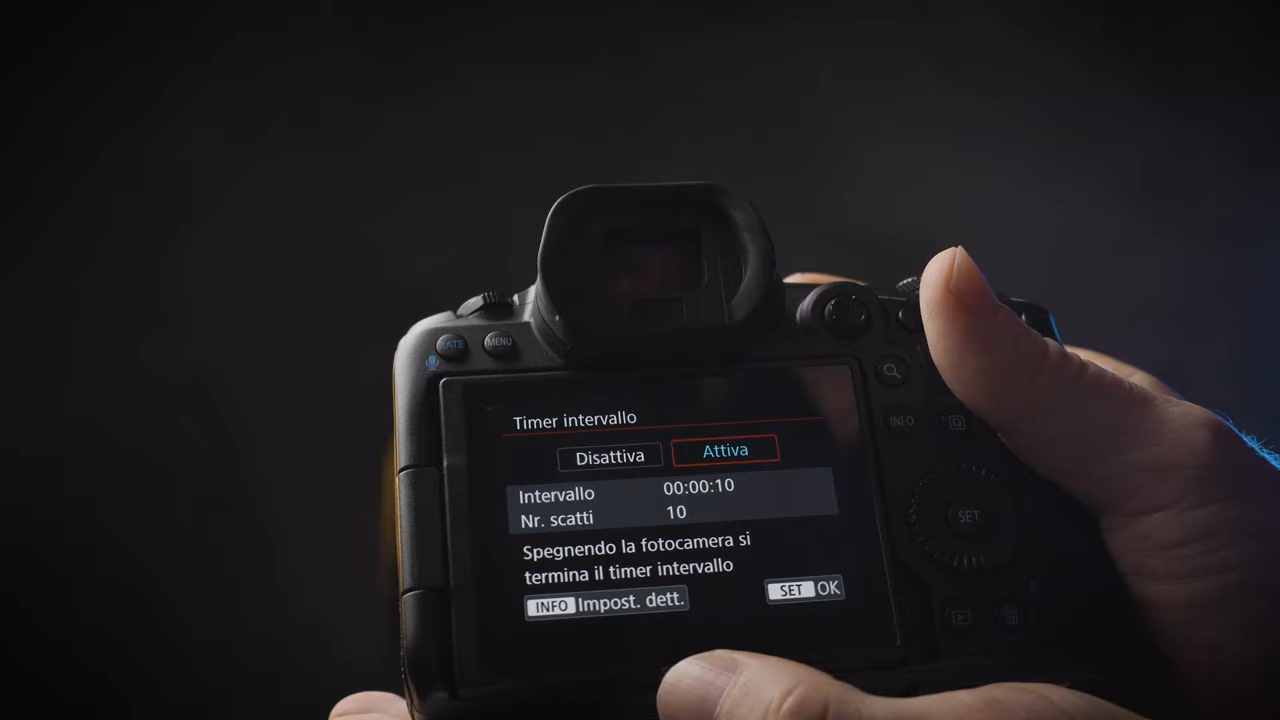 RATE
MENU
Timer intervallo
Disattiva Attiva
Intervallo 00:00:10
Nr. scatti 10
Spegnendo la fotocamera si
termina il timer intervallo
INFO Impost. dett.
SET OK
INFO
Q
SET